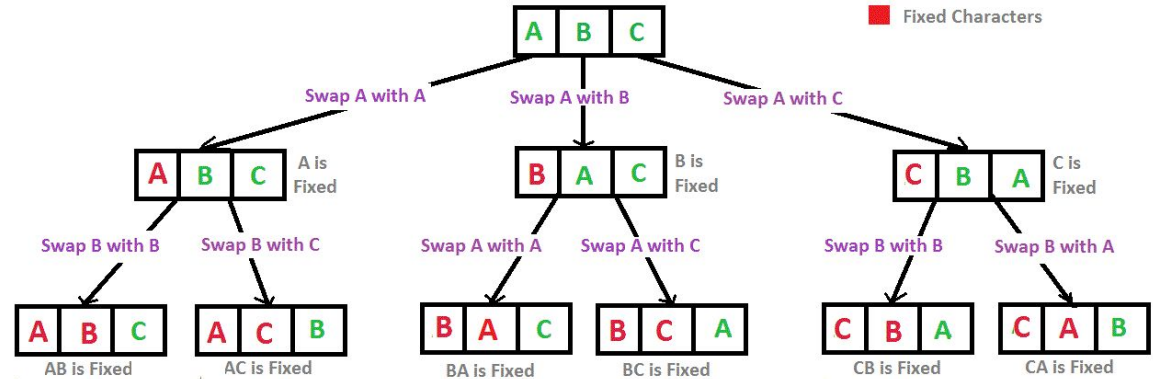 Fixed Characters
A B C
Swap A with A
Swap A with B
Swap A with C
A B C
A is
Fixed
B A C
B is
Fixed
C B A
C is
Fixed
Swap B with B
Swap B with C
Swap A with A
Swap A with C
Swap B with B
Swap B with A
A B C
A C B
B A C
B C A
C B A
C A B
AB is Fixed
AC is Fixed
BA is Fixed
BC is Fixed
CB is Fixed
CA is Fixed